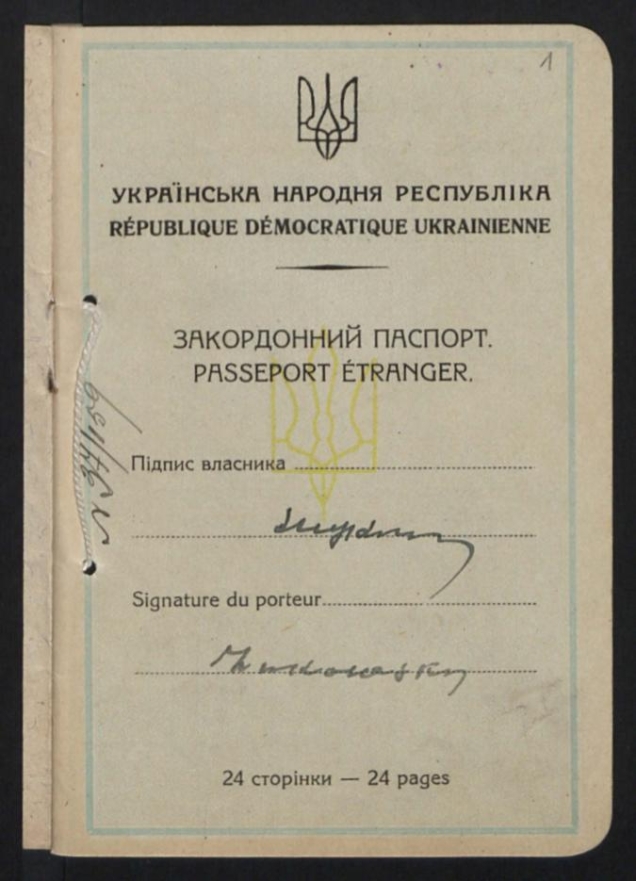 1
УКРАЇНСЬКА НАРОДНЯ РЕСПУБЛІКА
RÉPUBLIQUE DÉMOCRATIQUE UKRAINIENNE
ЗАКОРДОННИЙ ПАСПОРТ.
PASSEPORT ÉTRANGER.
Підпис власника
Signature du porteur
24 сторінки — 24 pages